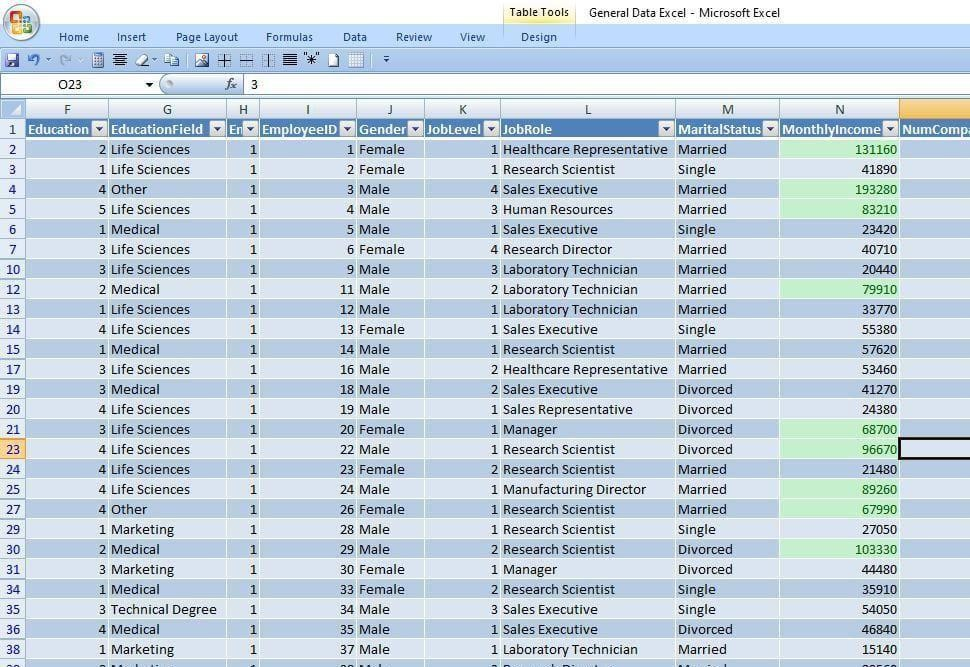 Table Tools General Data Excel - Microsoft Excel
Home Insert Page Layout Formulas Data Review View Design
O23 fx 3
F G H I J K L M N
1 Education EducationField Em EmployeeID Gender JobLevel JobRole MaritalStatus MonthlyIncome NumCompa
2 2 Life Sciences 1 1 Female 1 Healthcare Representative Married 131160
3 1 Life Sciences 1 2 Female 1 Research Scientist Single 41890
4 4 Other 1 3 Male 4 Sales Executive Married 193280
5 5 Life Sciences 1 4 Male 3 Human Resources Married 83210
6 1 Medical 1 5 Male 1 Sales Executive Single 23420
7 3 Life Sciences 1 6 Female 4 Research Director Married 40710
10 3 Life Sciences 1 9 Male 3 Laboratory Technician Married 20440
12 2 Medical 1 11 Male 2 Laboratory Technician Married 79910
13 1 Life Sciences 1 12 Male 1 Laboratory Technician Married 33770
14 4 Life Sciences 1 13 Female 1 Sales Executive Single 55380
15 1 Medical 1 14 Male 1 Research Scientist Married 57620
17 3 Life Sciences 1 16 Male 2 Healthcare Representative Married 53460
19 3 Medical 1 18 Male 2 Sales Executive Divorced 41270
20 4 Life Sciences 1 19 Male 1 Sales Representative Divorced 24380
21 3 Life Sciences 1 20 Female 1 Manager Divorced 68700
23 4 Life Sciences 1 22 Male 1 Research Scientist Divorced 96670
24 4 Life Sciences 1 23 Female 2 Research Scientist Married 21480
25 4 Life Sciences 1 24 Male 1 Manufacturing Director Married 89260
27 4 Other 1 26 Female 1 Research Scientist Married 67990
29 1 Marketing 1 28 Male 1 Research Scientist Single 27050
30 2 Medical 1 29 Male 2 Research Scientist Divorced 103330
31 3 Marketing 1 30 Female 1 Manager Divorced 44480
34 1 Medical 1 33 Female 2 Research Scientist Single 35910
35 3 Technical Degree 1 34 Male 3 Sales Executive Single 54050
36 4 Medical 1 35 Male 1 Sales Executive Divorced 46840
38 1 Marketing 1 37 Male 1 Laboratory Technician Married 15140